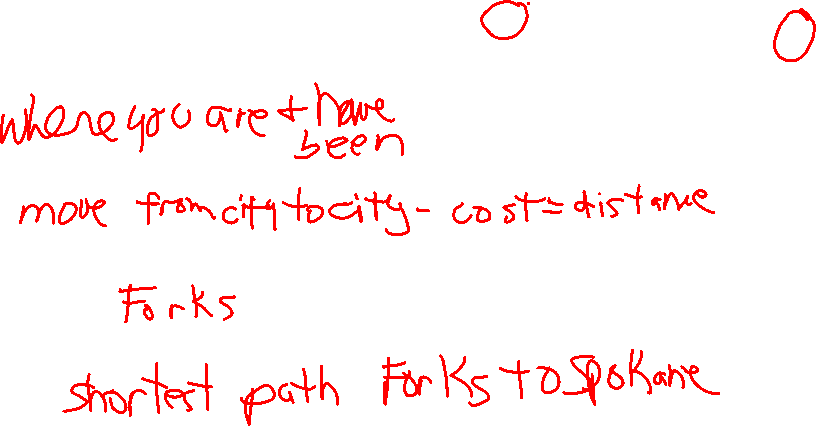 where you are + have
been
move from city to city - cost = distance
Forks
shortest path Forks to Spokane